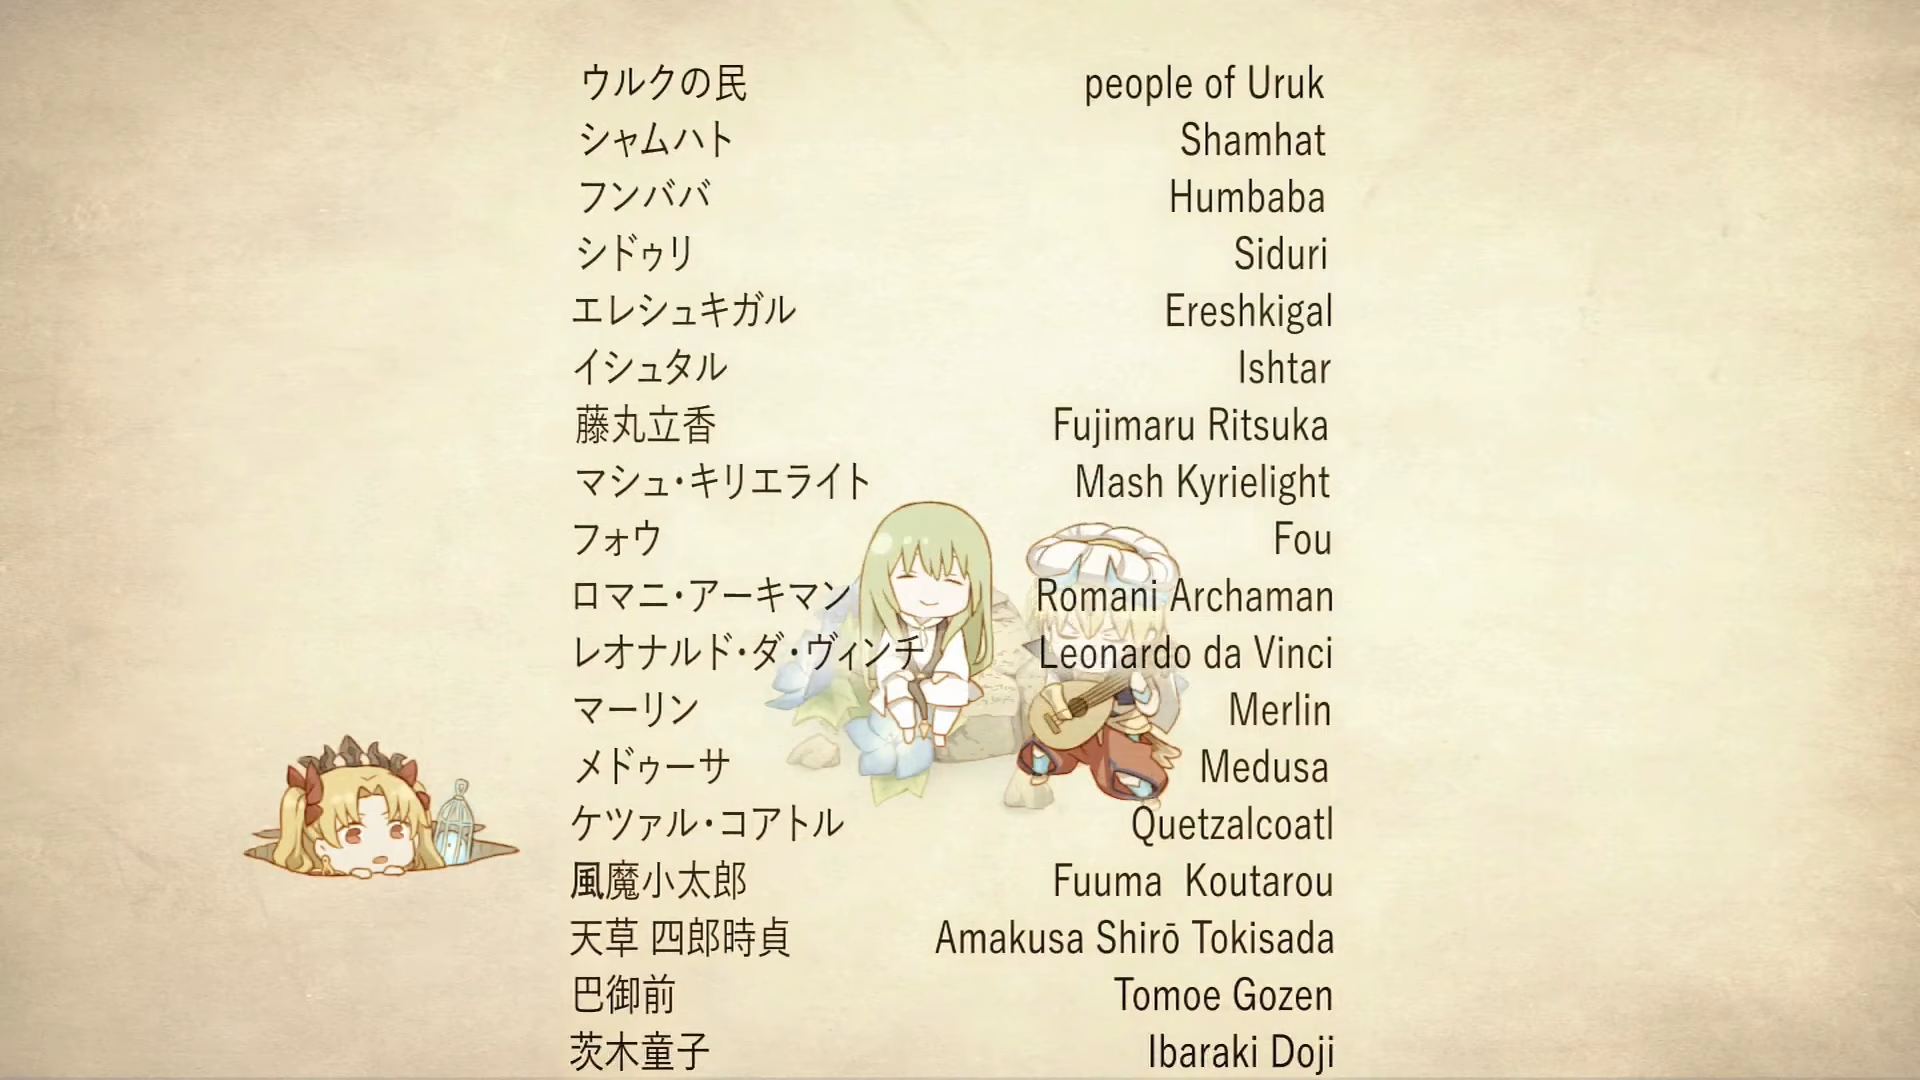 ウルクの民 people of Uruk
シャムハト Shamhat
フンババ Humbaba
シドゥリ Siduri
エレシュキガル Ereshkigal
イシュタル Ishtar
藤丸立香 Fujimaru Ritsuka
マシュ・キリエライト Mash Kyrielight
フォウ Fou
ロマニ・アーキマン Romani Archaman
レオナルド・ダ・ヴィンチ Leonardo da Vinci
マーリン Merlin
メドゥーサ Medusa
ケツァル・コアトル Quetzalcoatl
風魔小太郎 Fuuma Koutarou
天草 四郎時貞 Amakusa Shirō Tokisada
巴御前 Tomoe Gozen
茨木童子 Ibaraki Doji